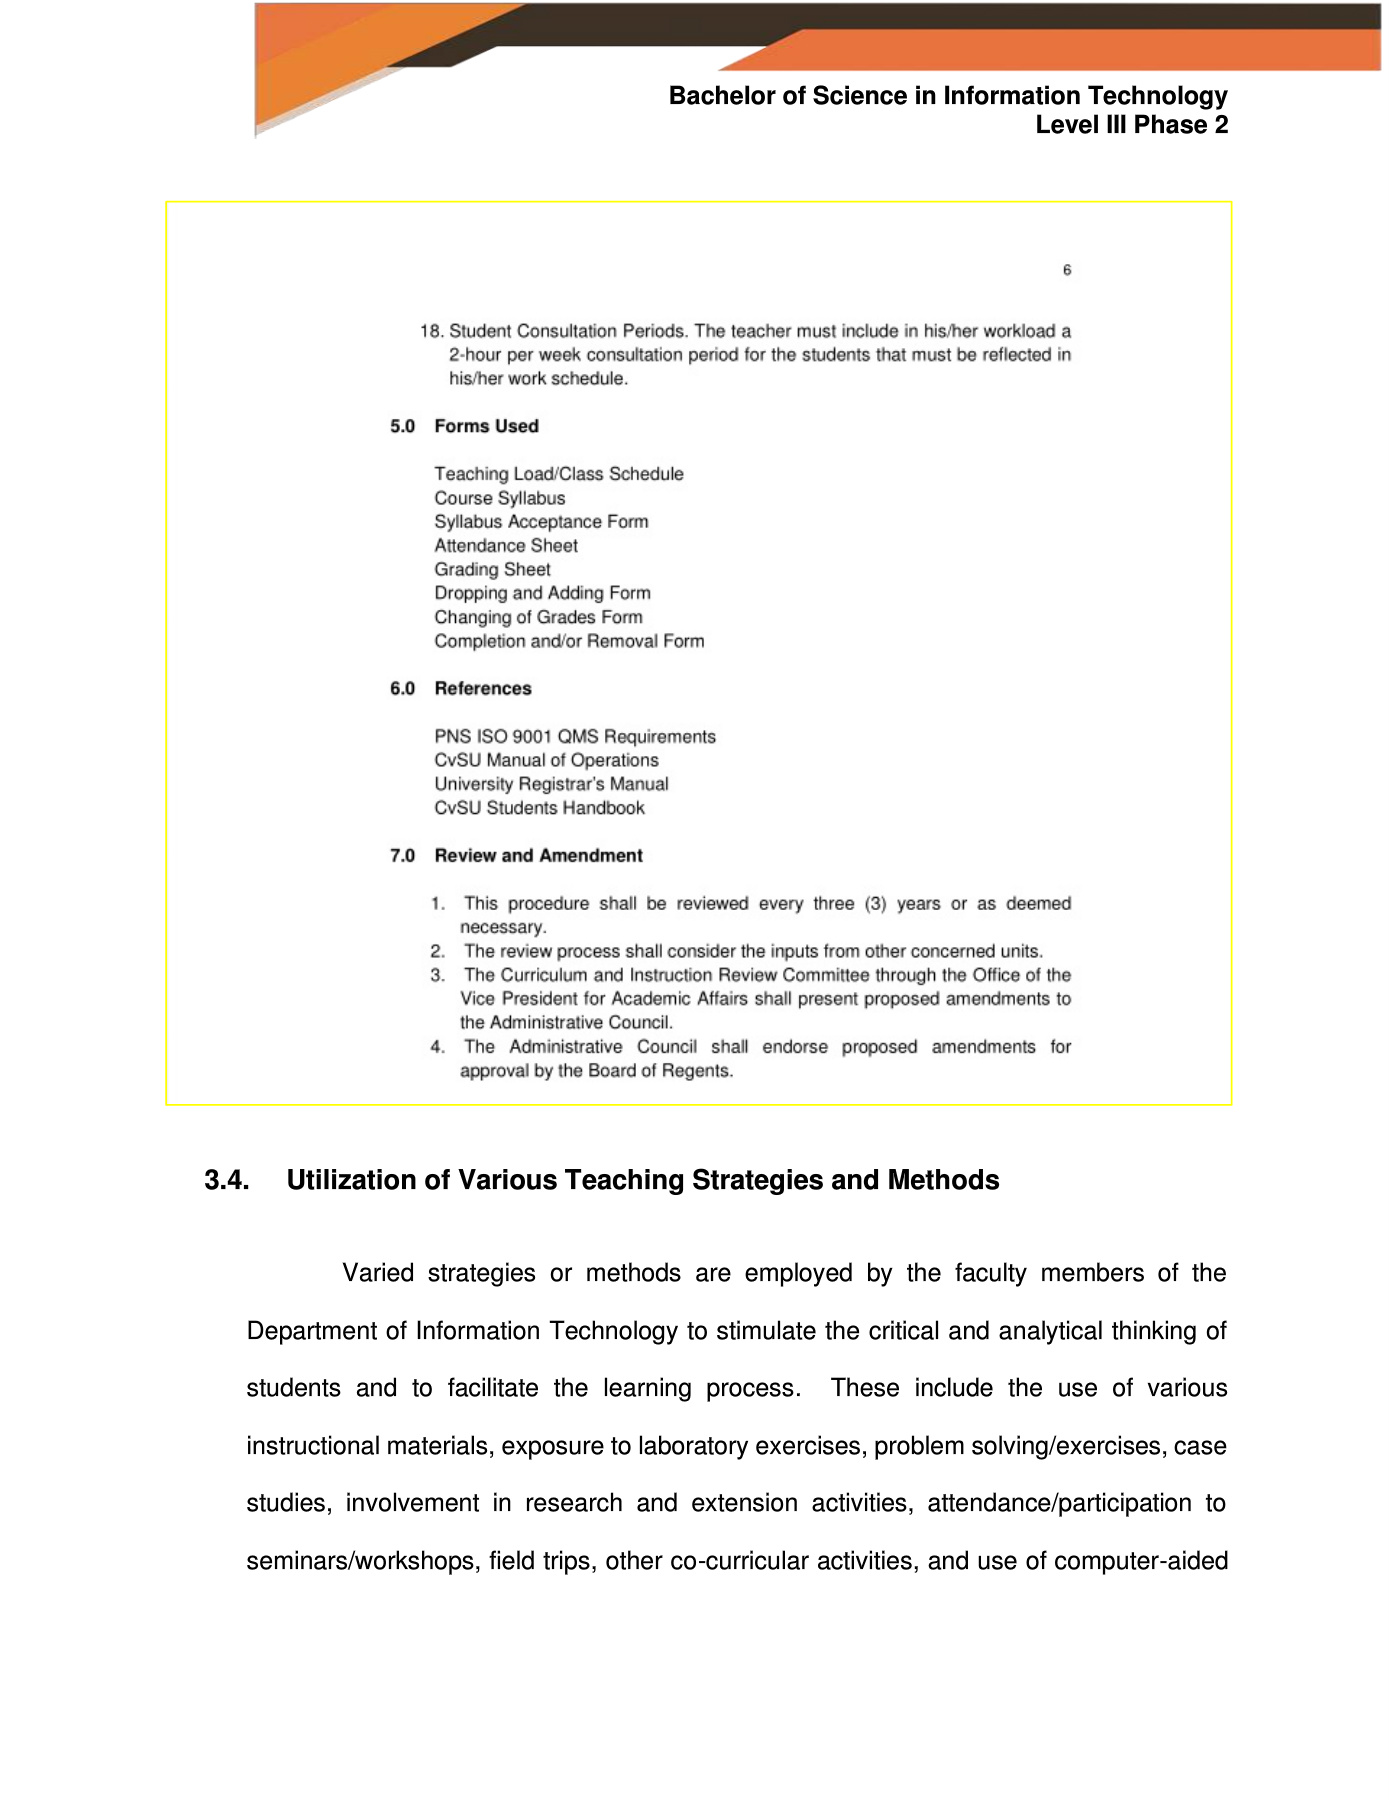 Bachelor of Science in Information Technology
Level III Phase 2
6
18. Student Consultation Periods. The teacher must include in his/her workload a
2-hour per week consultation period for the students that must be reflected in
his/her work schedule.
5.0 Forms Used
Teaching Load/Class Schedule
Course Syllabus
Syllabus Acceptance Form
Attendance Sheet
Grading Sheet
Dropping and Adding Form
Changing of Grades Form
Completion and/or Removal Form
6.0 References
PNS ISO 9001 QMS Requirements
CvSU Manual of Operations
University Registrar's Manual
CvSU Students Handbook
7.0 Review and Amendment
1. This procedure shall be reviewed every three (3) years or as deemed
necessary.
2. The review process shall consider the inputs from other concerned units.
3. The Curriculum and Instruction Review Committee through the Office of the
Vice President for Academic Affairs shall present proposed amendments to
the Administrative Council.
4. The Administrative Council shall endorse proposed amendments for
approval by the Board of Regents.
3.4. Utilization of Various Teaching Strategies and Methods
Varied strategies or methods are employed by the faculty members of the
Department of Information Technology to stimulate the critical and analytical thinking of
students and to facilitate the learning process. These include the use of various
instructional materials, exposure to laboratory exercises, problem solving/exercises, case
studies, involvement in research and extension activities, attendance/participation to
seminars/workshops, field trips, other co-curricular activities, and use of computer-aided